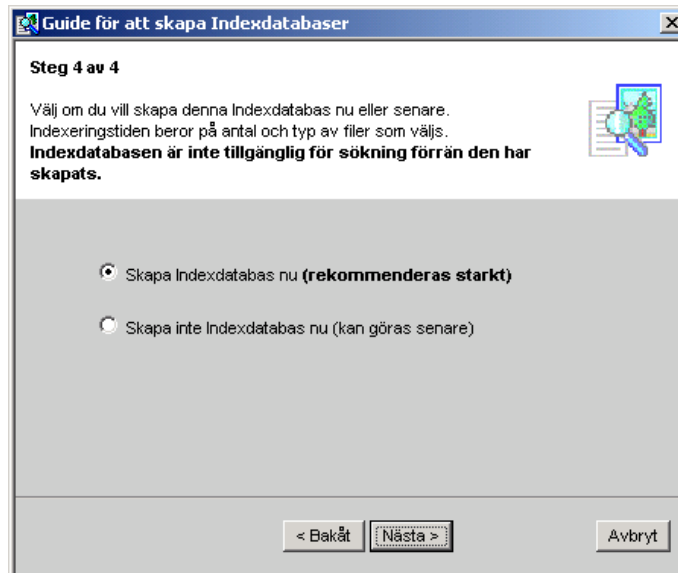 Guide för att skapa Indexdatabaser
Steg 4 av 4
Välj om du vill skapa denna Indexdatabas nu eller senare.
Indexeringstiden beror på antal och typ av filer som väljs.
Indexdatabasen är inte tillgänglig för sökning förrän den har
skapats.
Skapa Indexdatabas nu (rekommenderas starkt)
Skapa inte Indexdatabas nu (kan göras senare)
< Bakåt Nästa > Avbryt